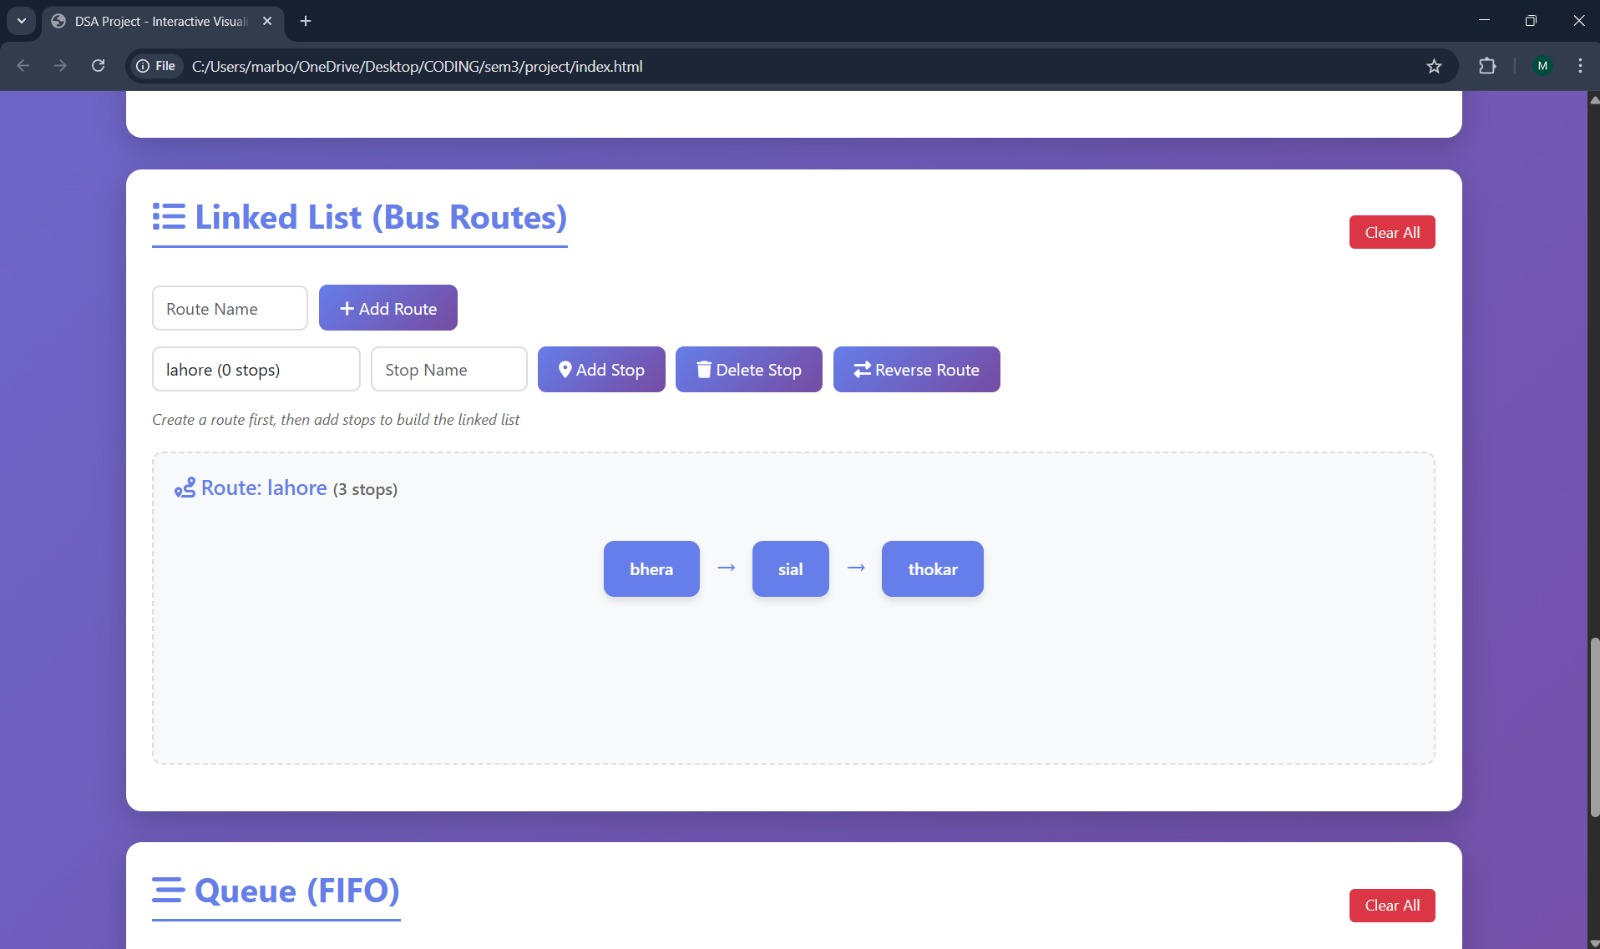 DSA Project - Interactive Visuali
File C:/Users/marbo/OneDrive/Desktop/CODING/sem3/project/index.html M
Linked List (Bus Routes)
Clear All
Route Name + Add Route
lahore (0 stops) Stop Name Add Stop Delete Stop Reverse Route
Create a route first, then add stops to build the linked list
Route: lahore (3 stops)
bhera → sial → thokar
Queue (FIFO)
Clear All